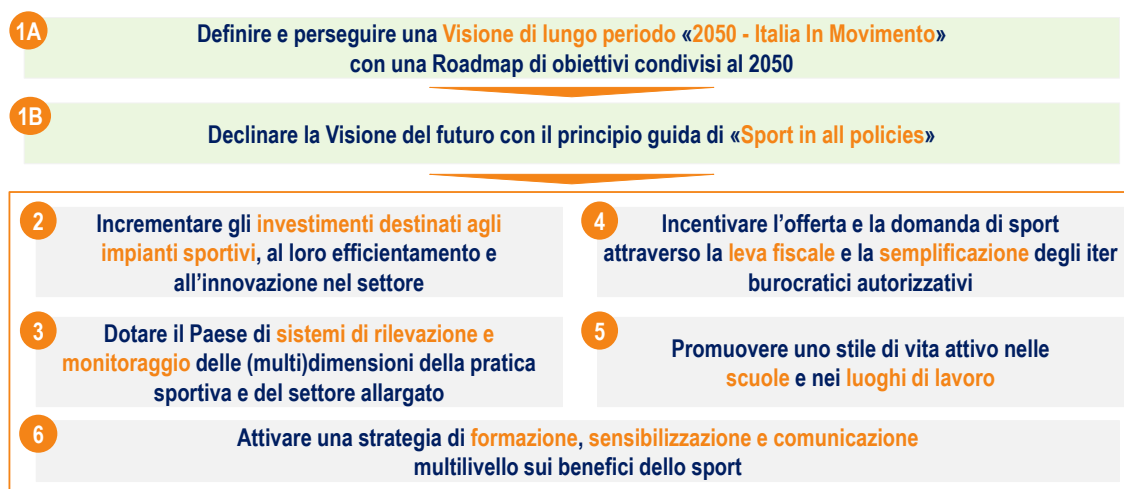 1A
Definire e perseguire una Visione di lungo periodo «2050 - Italia In Movimento»
con una Roadmap di obiettivi condivisi al 2050
1B
Declinare la Visione del futuro con il principio guida di «Sport in all policies»
2
Incrementare gli investimenti destinati agli
impianti sportivi, al loro efficientamento e
all’innovazione nel settore
3
Dotare il Paese di sistemi di rilevazione e
monitoraggio delle (multi)dimensioni della pratica
sportiva e del settore allargato
4
Incentivare l’offerta e la domanda di sport
attraverso la leva fiscale e la semplificazione degli iter
burocratici autorizzativi
5
Promuovere uno stile di vita attivo nelle
scuole e nei luoghi di lavoro
6
Attivare una strategia di formazione, sensibilizzazione e comunicazione
multilivello sui benefici dello sport